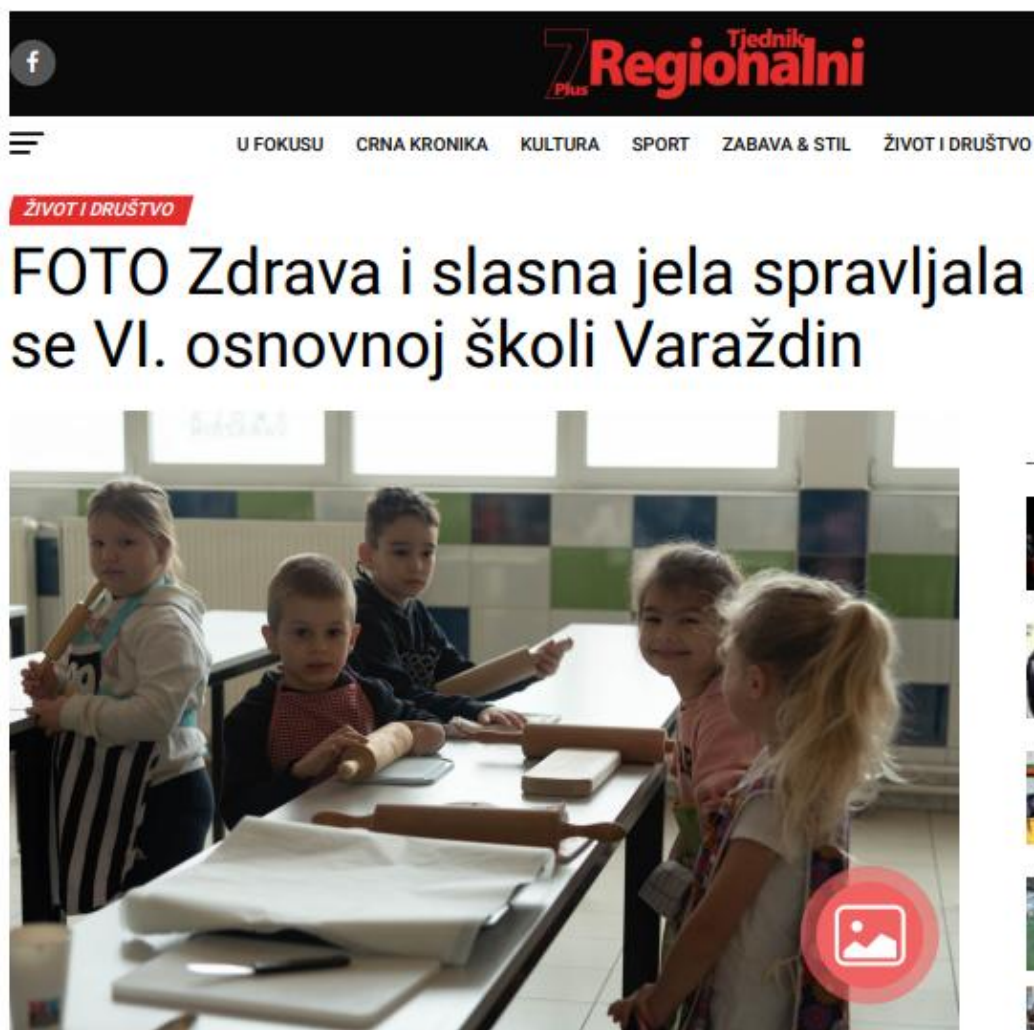 f
7 Plus Regionalni Tjednik
U FOKUSU CRNA KRONIKA KULTURA SPORT ZABAVA & STIL ŽIVOT I DRUŠTVO
ŽIVOT I DRUŠTVO
FOTO Zdrava i slasna jela spravljala
se VI. osnovnoj školi Varaždin